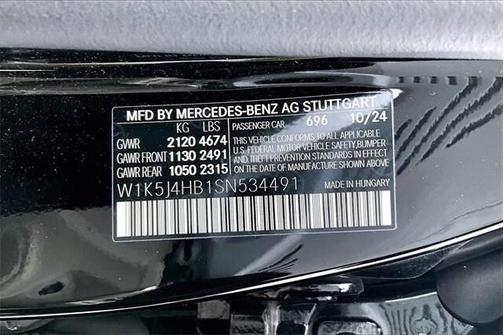 MFD BY MERCEDES-BENZ AG STUTTGART
KG LBS PASSENGER CAR 696 10/24
GVWR 2120 4674 THIS VEHICLE CONFORMS TO ALL APPLICABLE
GAWR FRONT 1130 2491 U.S. FEDERAL MOTOR VEHICLE SAFETY, BUMPER
GAWR REAR 1050 2315 AND THEFT PREVENTION STANDARDS IN EFFECT ON THE DATE OF MANUFACTURE SHOWN ABOVE.
W1K5J4HB1SN534491 MADE IN HUNGARY